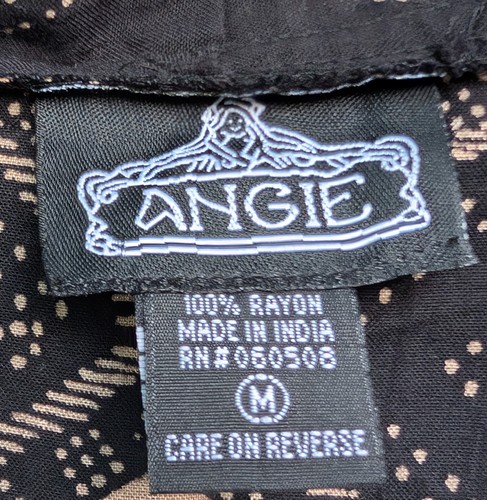 ANGIE
100% RAYON
MADE IN INDIA
RN#060508
M
CARE ON REVERSE